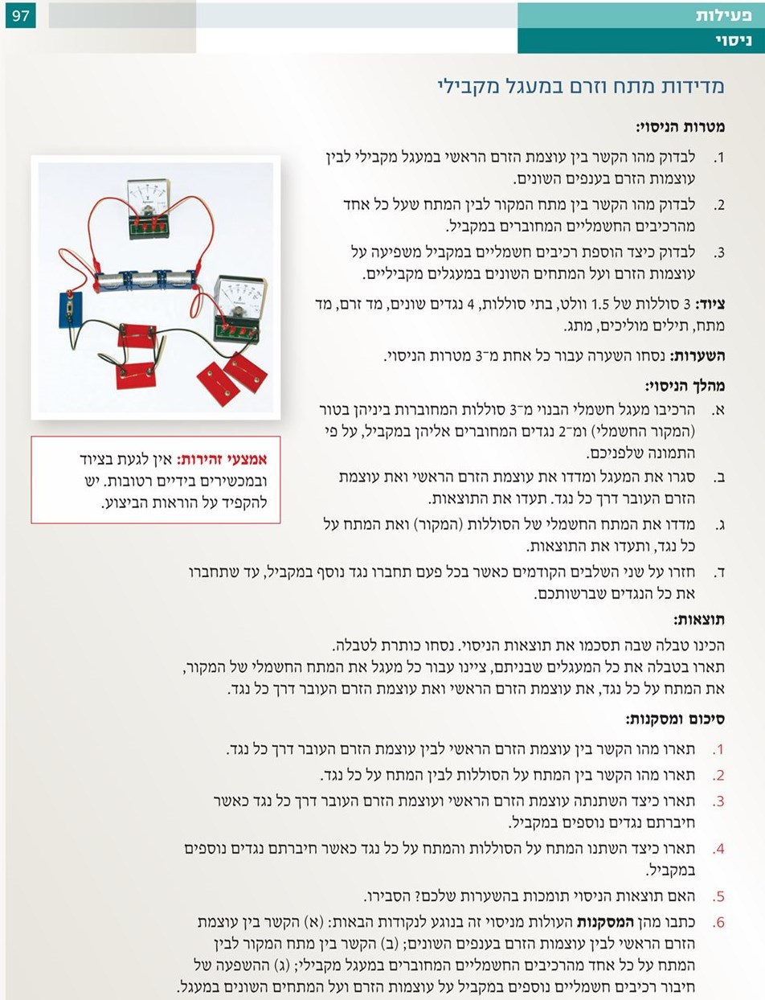 97
פעילות
ניסוי
מדידות מתח וזרם במעגל מקבילי
מטרות הניסוי:
1. לבדוק מהו הקשר בין עוצמת הזרם הראשי במעגל מקבילי לבין
עוצמות הזרם בענפים השונים.
2. לבדוק מהו הקשר בין מתח המקור לבין המתח שעל כל אחד
מהרכיבים החשמליים המחוברים במקביל.
3. לבדוק כיצד הוספת רכיבים חשמליים במקביל משפיעה על
עוצמות הזרם ועל המתחים השונים במעגלים מקביליים.
ציוד: 3 סוללות של 1.5 וולט, בתי סוללות, 4 נגדים שונים, מד זרם, מד
מתח, תילים מוליכים, מתג.
השערות: נסחו השערה עבור כל אחת מ־3 מטרות הניסוי.
מהלך הניסוי:
א. הרכיבו מעגל חשמלי הבנוי מ־3 סוללות המחוברות ביניהן בטור
(המקור החשמלי) ומ־2 נגדים המחוברים אליהן במקביל, על פי
התמונה שלפניכם.
ב. סגרו את המעגל ומדדו את עוצמת הזרם הראשי ואת עוצמת
הזרם העובר דרך כל נגד. תעדו את התוצאות.
ג. מדדו את המתח החשמלי של הסוללות (המקור) ואת המתח על
כל נגד, ותעדו את התוצאות.
ד. חזרו על שני השלבים הקודמים כאשר בכל פעם תחברו נגד נוסף במקביל, עד שתחברו
את כל הנגדים שברשותכם.
אמצעי זהירות: אין לגעת בציוד
ובמכשירים בידיים רטובות. יש
להקפיד על הוראות הביצוע.
תוצאות:
הכינו טבלה שבה תסכמו את תוצאות הניסוי. נסחו כותרת לטבלה.
תארו בטבלה את כל המעגלים שבניתם, ציינו עבור כל מעגל את המתח החשמלי של המקור,
את המתח על כל נגד, את עוצמת הזרם הראשי ואת עוצמת הזרם העובר דרך כל נגד.
סיכום ומסקנות:
1. תארו מהו הקשר בין עוצמת הזרם הראשי לבין עוצמת הזרם העובר דרך כל נגד.
2. תארו מהו הקשר בין המתח על הסוללות לבין המתח על כל נגד.
3. תארו כיצד השתנתה עוצמת הזרם הראשי ועוצמת הזרם העובר דרך כל נגד כאשר
חיברתם נגדים נוספים במקביל.
4. תארו כיצד השתנו המתח על הסוללות והמתח על כל נגד כאשר חיברתם נגדים נוספים
במקביל.
5. האם תוצאות הניסוי תומכות בהשערות שלכם? הסבירו.
6. כתבו מהן המסקנות העולות מניסוי זה בנוגע לנקודות הבאות: (א) הקשר בין עוצמת
הזרם הראשי לבין עוצמות הזרם בענפים השונים; (ב) הקשר בין מתח המקור לבין
המתח על כל אחד מהרכיבים החשמליים המחוברים במעגל מקבילי; (ג) ההשפעה של
חיבור רכיבים חשמליים נוספים במקביל על עוצמות הזרם ועל המתחים השונים במעגל.